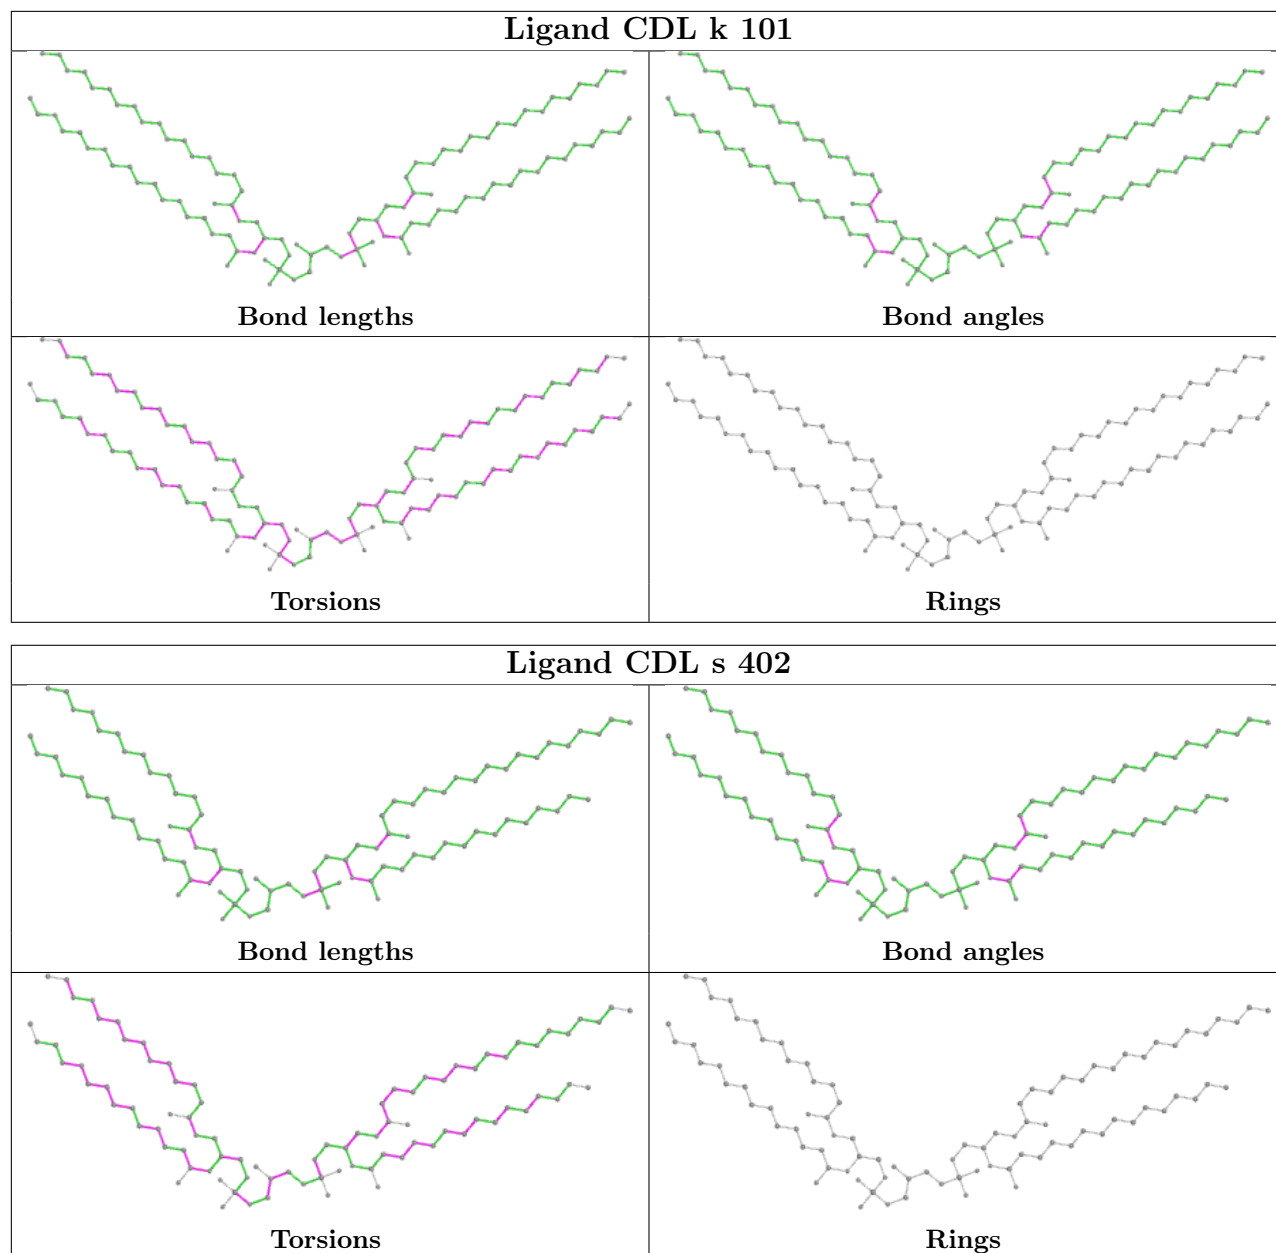 Ligand CDL k 101
Bond lengths
Bond angles
Torsions
Rings
Ligand CDL s 402
Bond lengths
Bond angles
Torsions
Rings